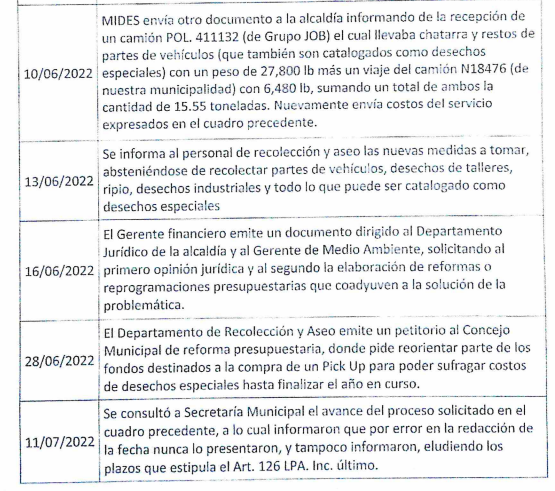 MIDES envía otro documento a la alcaldía informando de la recepción de
un camión POL. 411132 (de Grupo JOB) el cual llevaba chatarra y restos de
partes de vehículos (que también son catalogados como desechos
10/06/2022 especiales) con un peso de 27,800 lb más un viaje del camión N18476 (de
nuestra municipalidad) con 6,480 lb, sumando un total de ambos la
cantidad de 15.55 toneladas. Nuevamente envía costos del servicio
expresados en el cuadro precedente.
Se informa al personal de recolección y aseo las nuevas medidas a tomar,
13/06/2022 absteniéndose de recolectar partes de vehículos, desechos de talleres,
ripio, desechos industriales y todo lo que puede ser catalogado como
desechos especiales
El Gerente financiero emite un documento dirigido al Departamento
Jurídico de la alcaldía y al Gerente de Medio Ambiente, solicitando al
16/06/2022 primero opinión jurídica y al segundo la elaboración de reformas o
reprogramaciones presupuestarias que coadyuven a la solución de la
problemática.
El Departamento de Recolección y Aseo emite un petitorio al Concejo
28/06/2022 Municipal de reforma presupuestaria, donde pide reorientar parte de los
fondos destinados a la compra de un Pick Up para poder sufragar costos
de desechos especiales hasta finalizar el año en curso.
Se consultó a Secretaría Municipal el avance del proceso solicitado en el
11/07/2022 cuadro precedente, a lo cual informaron que por error en la redacción de
la fecha nunca lo presentaron, y tampoco informaron, eludiendo los
plazos que estipula el Art. 126 LPA. Inc. último.